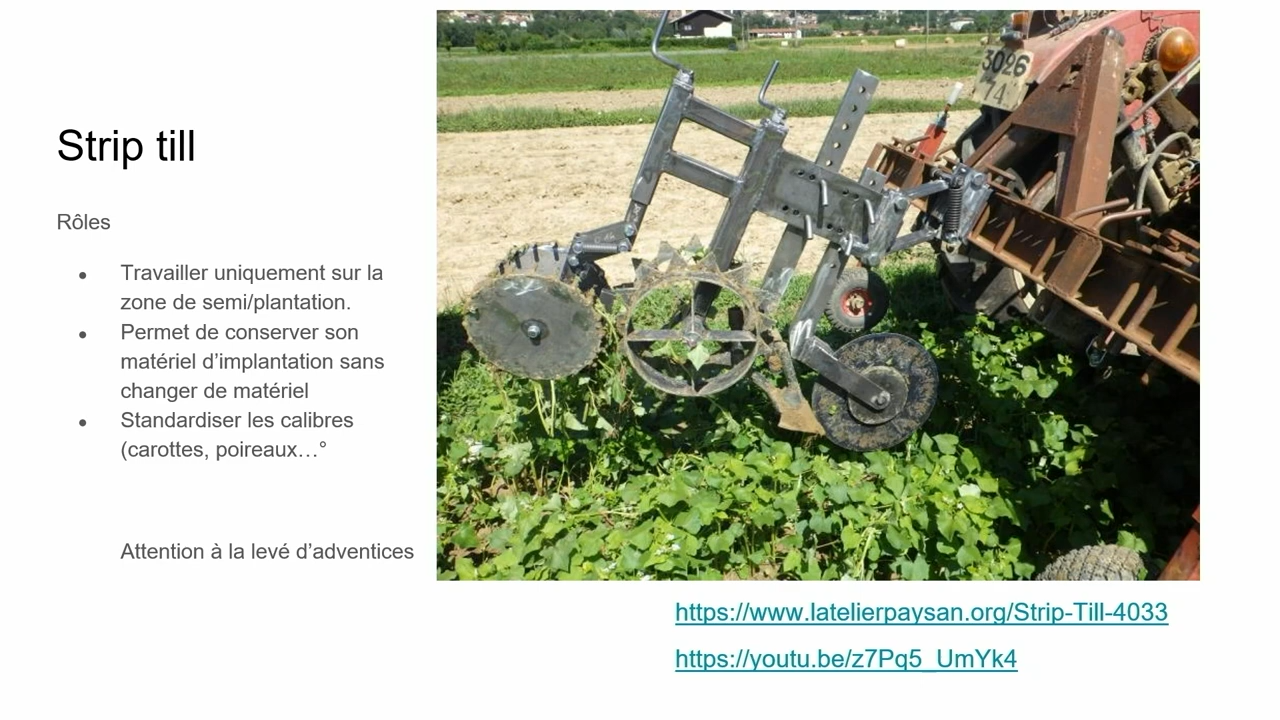 Strip till
Rôles
● Travailler uniquement sur la
zone de semi/plantation.
● Permet de conserver son
matériel d’implantation sans
changer de matériel
● Standardiser les calibres
(carottes, poireaux…°
Attention à la levé d’adventices
3026
74
https://www.latelierpaysan.org/Strip-Till-4033
https://youtu.be/z7Pq5_UmYk4